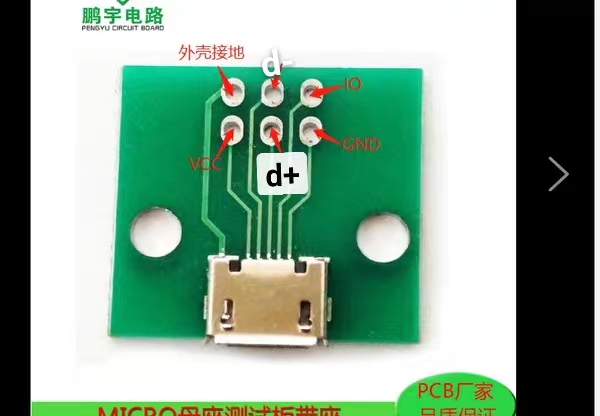 鹏宇电路
PENGYU CIRCUIT BOARD
外壳接地
d-
IO
VCC
d+
GND
MICRO母座测试板带座
PCB厂家
品质保证